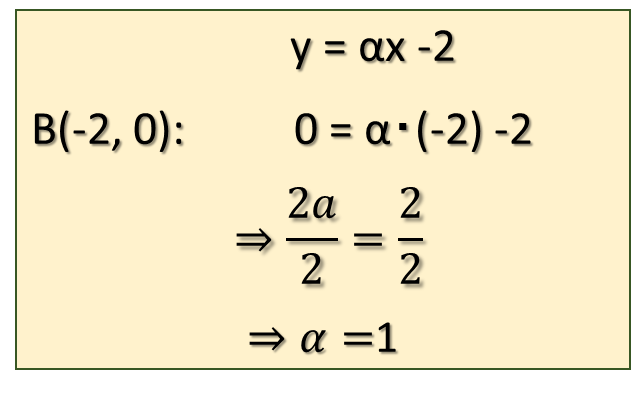 y = αx -2
B(-2, 0): 0 = α·(-2) -2
⇒ 2a/2 = 2/2
⇒ α =1